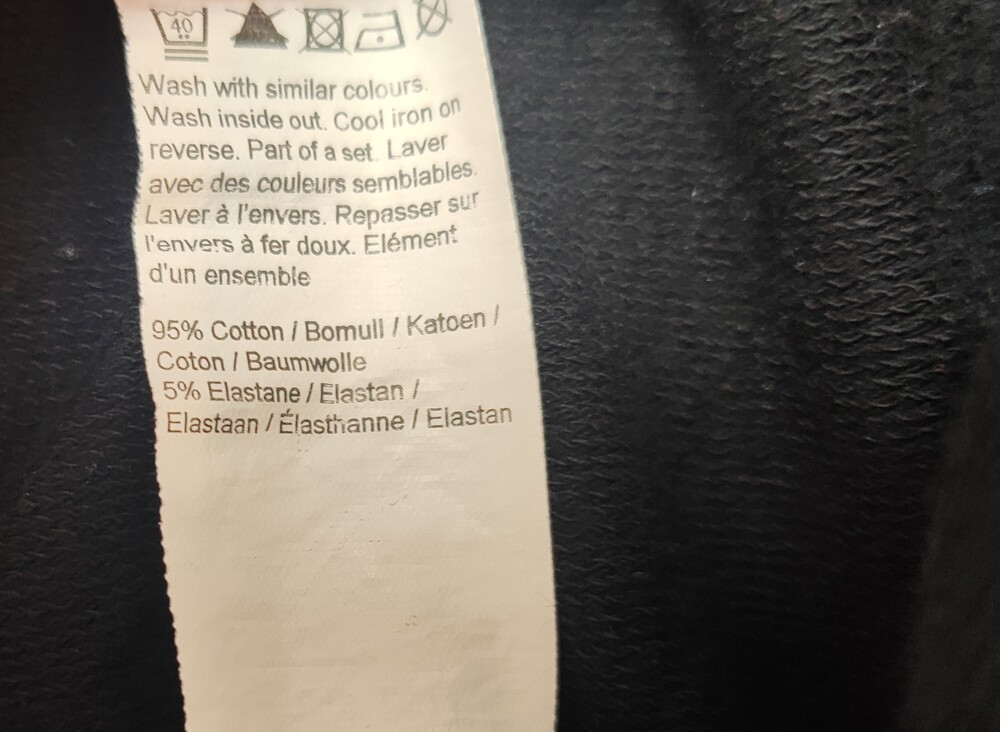 40
Wash with similar colours.
Wash inside out. Cool iron on
reverse. Part of a set. Laver
avec des couleurs semblables.
Laver à l'envers. Repasser sur
l'envers à fer doux. Elément
d'un ensemble
95% Cotton / Bomull / Katoen /
Coton / Baumwolle
5% Elastane / Elastan /
Elastaan / Élasthanne / Elastan